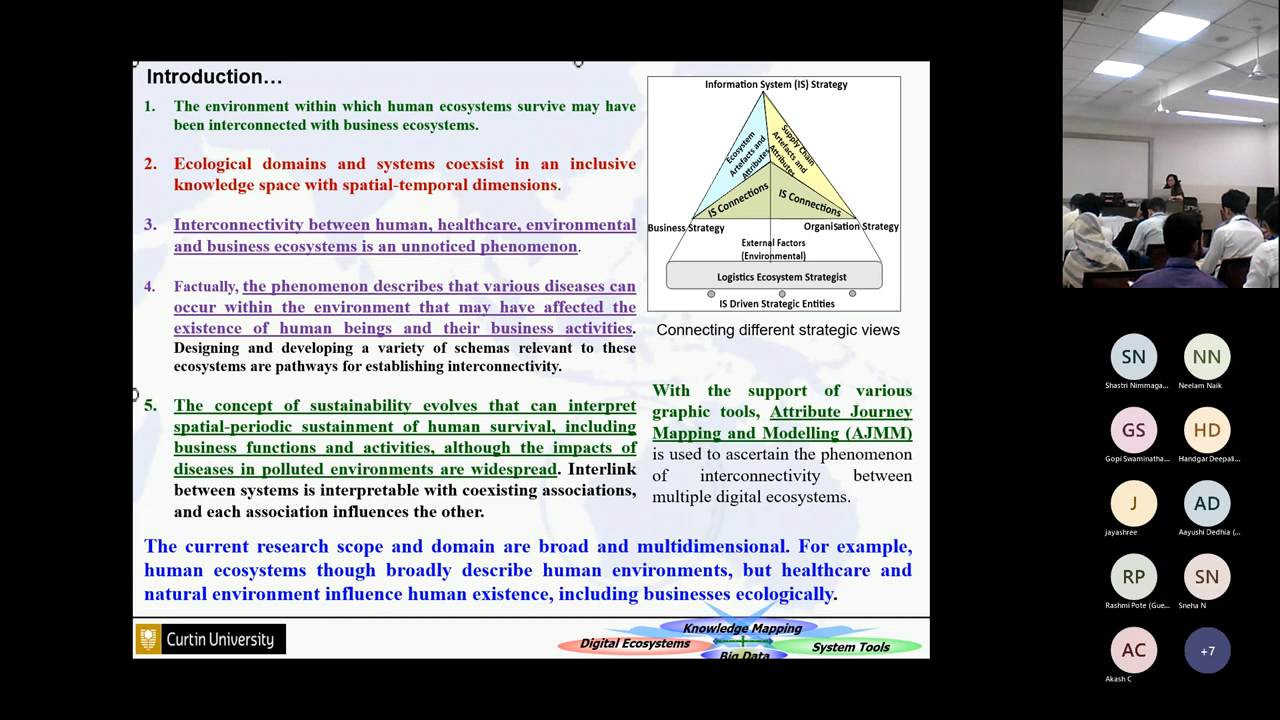 Introduction…
1. The environment within which human ecosystems survive may have
been interconnected with business ecosystems.
2. Ecological domains and systems coexsist in an inclusive
knowledge space with spatial-temporal dimensions.
3. Interconnectivity between human, healthcare, environmental
and business ecosystems is an unnoticed phenomenon.
4. Factually, the phenomenon describes that various diseases can
occur within the environment that may have affected the
existence of human beings and their business activities.
Designing and developing a variety of schemas relevant to these
ecosystems are pathways for establishing interconnectivity.
5. The concept of sustainability evolves that can interpret
spatial-periodic sustainment of human survival, including
business functions and activities, although the impacts of
diseases in polluted environments are widespread. Interlink
between systems is interpretable with coexisting associations,
and each association influences the other.
Information System (IS) Strategy
Ecosystem
Artefacts and
Attributes
Supply Chain
Artefacts and
Attributes
IS Connections
IS Connections
Business Strategy
Organisation Strategy
External Factors
(Environmental)
Logistics Ecosystem Strategist
IS Driven Strategic Entities
Connecting different strategic views
With the support of various
graphic tools, Attribute Journey
Mapping and Modelling (AJMM)
is used to ascertain the phenomenon
of interconnectivity between
multiple digital ecosystems.
The current research scope and domain are broad and multidimensional. For example,
human ecosystems though broadly describe human environments, but healthcare and
natural environment influence human existence, including businesses ecologically.
Curtin University
Knowledge Mapping
Digital Ecosystems
System Tools
Big Data
SN
NN
Shastri Nimmaga...
Neelam Naik
GS
HD
Gopi Swaminatha...
Handgar Deepali...
J
AD
jayashree
Aayushi Dedhia (...
RP
SN
Rashmi Pote (Gue...
Sneha N
AC
+7
Akash C